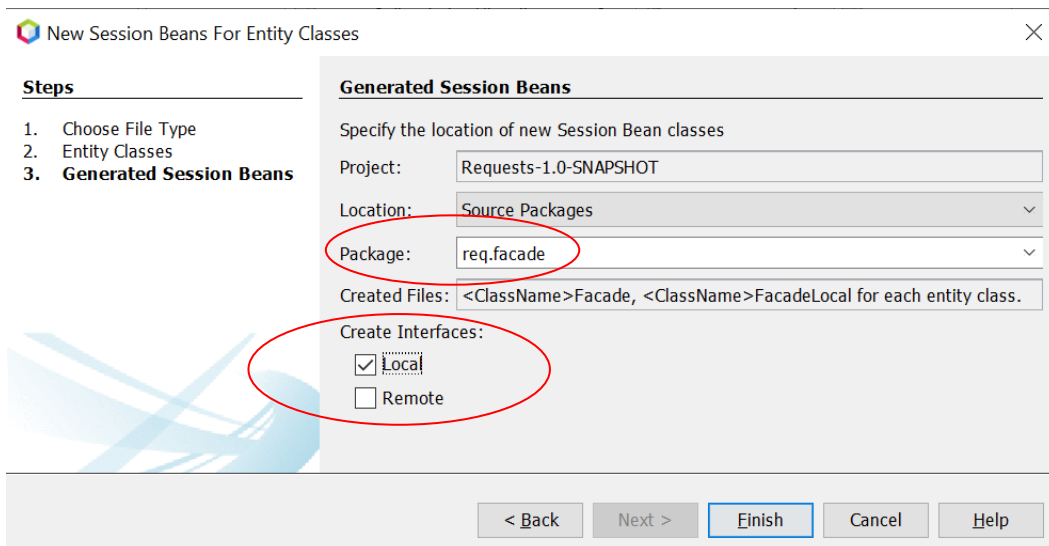 New Session Beans For Entity Classes
Steps
1. Choose File Type
2. Entity Classes
3. Generated Session Beans
Generated Session Beans
Specify the location of new Session Bean classes
Project: Requests-1.0-SNAPSHOT
Location: Source Packages
Package: req.facade
Created Files: <ClassName>Facade, <ClassName>FacadeLocal for each entity class.
Create Interfaces:
Local
Remote
< Back Next > Finish Cancel Help